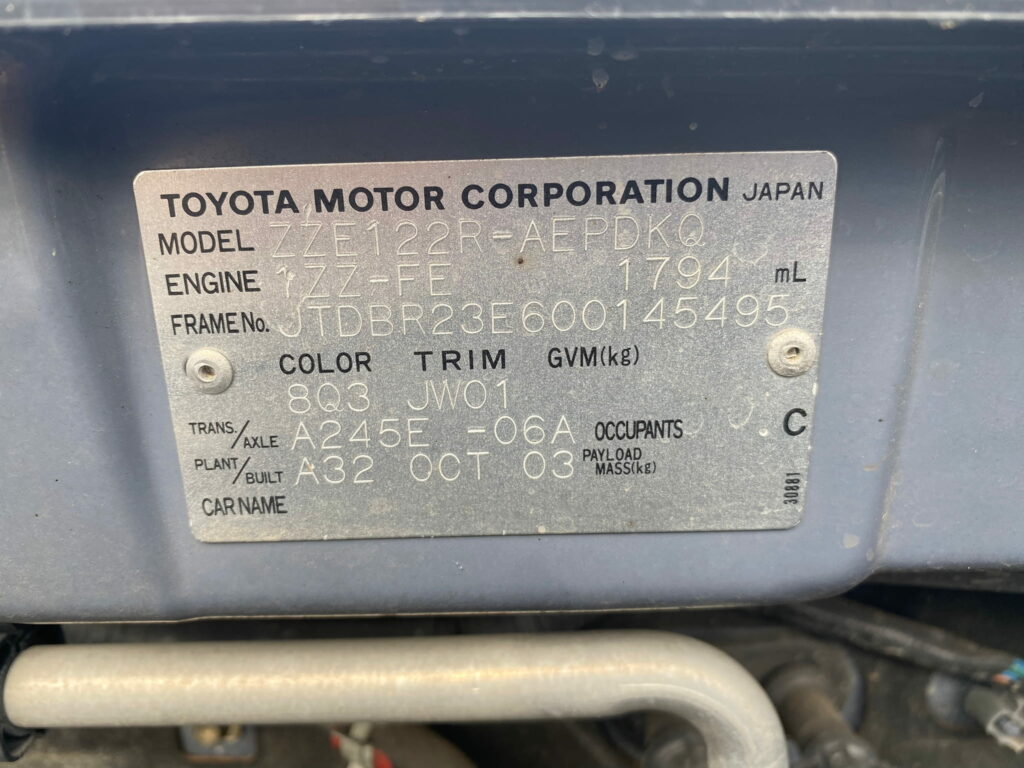 TOYOTA MOTOR CORPORATION JAPAN
MODEL ZZE122R-AEPDKQ
ENGINE 1ZZ-FE 1794 mL
FRAME No. JTDBR23E600145495
COLOR TRIM GVM(kg)
8Q3 JW01
TRANS./AXLE A245E -06A OCCUPANTS C
PLANT/BUILT A32 OCT 03 PAYLOAD MASS(kg)
CAR NAME
30881